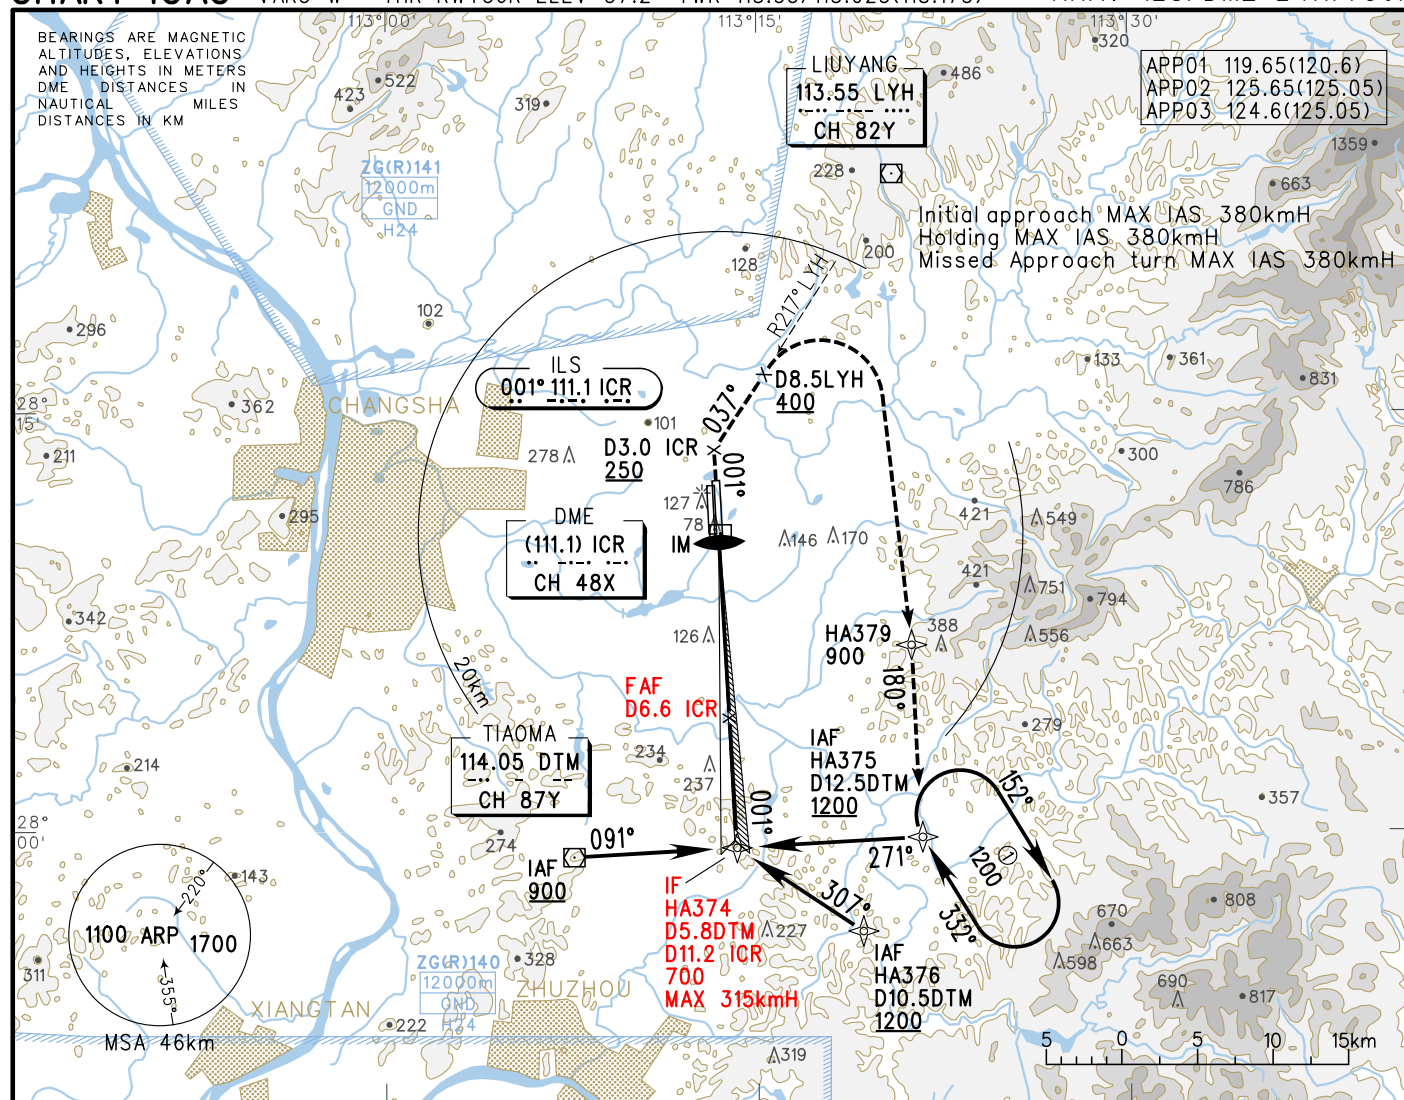 113°00'
113°15'
113°30'
BEARINGS ARE MAGNETIC
ALTITUDES, ELEVATIONS
AND HEIGHTS IN METERS
DME DISTANCES IN
NAUTICAL MILES
DISTANCES IN KM
APP01 119.65(120.6)
APP02 125.65(125.05)
APP03 124.6(125.05)
LIUYANG
113.55 LYH
CH 82Y
320
486
522
423
319
1359
663
228
ZG(R)141
12000m
GND
H24
Initial approach MAX IAS 380kmH
Holding MAX IAS 380kmH
Missed Approach turn MAX IAS 380kmH
200
128
R217° LYH
500
300
102
296
133
361
831
ILS
001° 111.1 ICR
D8.5LYH
400
037°
28°
15'
362
CHANGSHA
101
D3.0 ICR
250
001°
278
211
300
786
127
78
295
DME
(111.1) ICR
CH 48X
IM
146
170
421
549
421
751
794
342
126
HA379
900
388
556
180°
20km
FAF
D6.6 ICR
279
TIAOMA
114.05 DTM
CH 87Y
234
237
IAF
HA375
D12.5DTM
1200
214
357
152°
001°
28°
00'
274
091°
271°
1200
1
IAF
900
143
307°
332°
220°
1100 ARP 1700
355°
MSA 46km
IF
HA374
D5.8DTM
D11.2 ICR
700
MAX 315kmH
227
IAF
HA376
D10.5DTM
1200
808
670
663
598
690
817
311
328
ZG(R)140
12000m
GND
H24
ZHUZHOU
XIANGTAN
222
319
5 0 5 10 15km